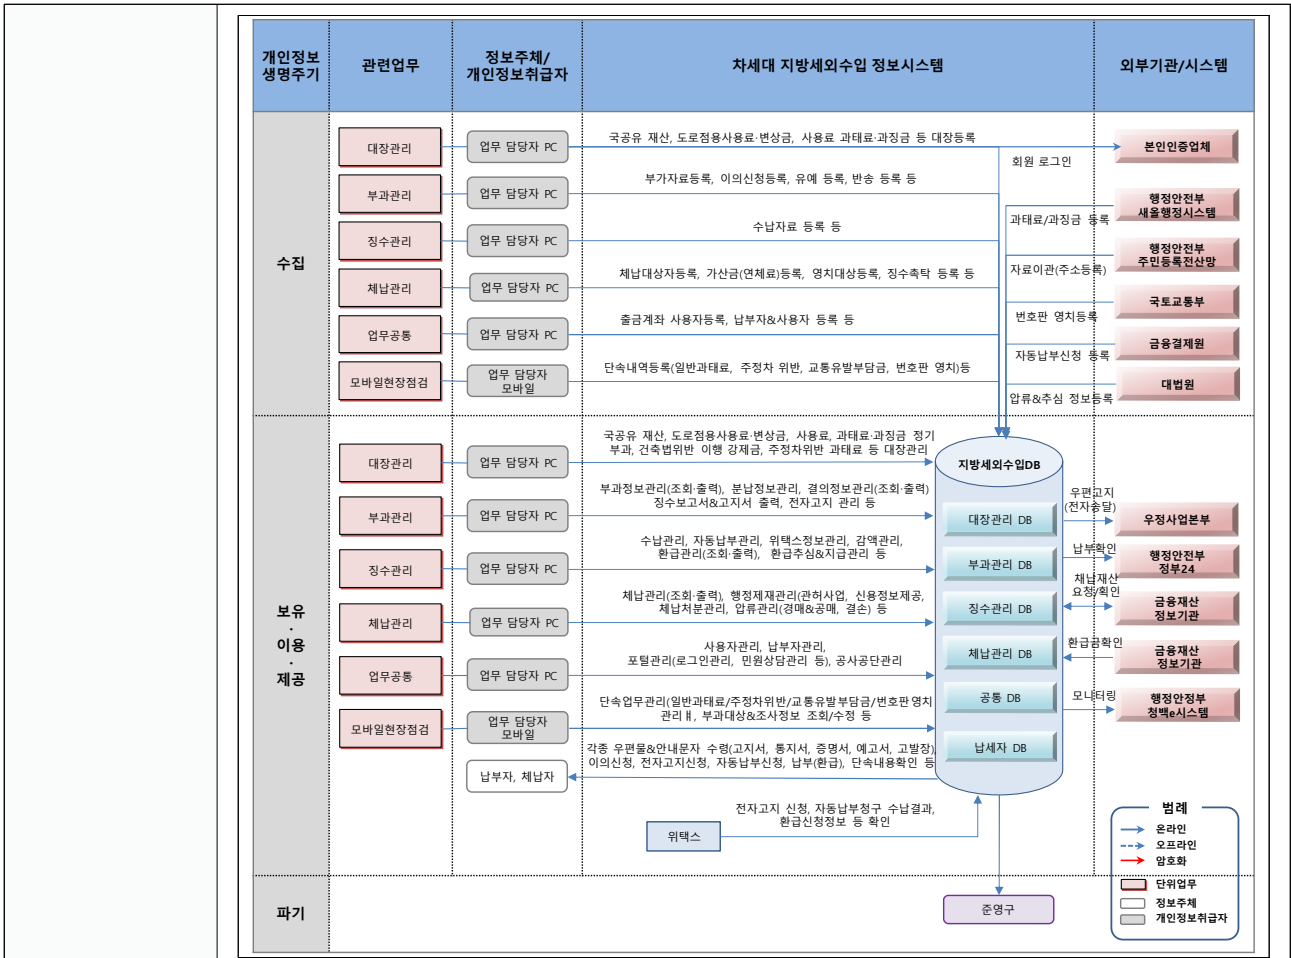 개인정보
생명주기
관련업무
정보주체/
개인정보취급자
차세대 지방세외수입 정보시스템
외부기관/시스템
수집
대장관리
업무 담당자 PC
국공유 재산, 도로점용사용료·변상금, 사용료 과태료·과징금 등 대장등록
회원 로그인
본인인증업체
부과관리
업무 담당자 PC
부가자료등록, 이의신청등록, 유예 등록, 반송 등록 등
행정안전부
새올행정시스템
과태료/과징금 등록
징수관리
업무 담당자 PC
수납자료 등록 등
행정안전부
주민등록전산망
자료이관(주소등록)
체납관리
업무 담당자 PC
체납대상자등록, 가산금(연체료)등록, 영치대상등록, 징수촉탁 등록 등
국토교통부
번호판 영치등록
업무공통
업무 담당자 PC
출금계좌 사용자등록, 납부자&사용자 등록 등
금융결제원
자동납부신청 등록
모바일현장점검
업무 담당자
모바일
단속내역등록(일반과태료, 주정차 위반, 교통유발부담금, 번호판 영치)등
대법원
압류&추심 정보등록
보유
·
이용
·
제공
대장관리
업무 담당자 PC
국공유 재산, 도로점용사용료·변상금, 사용료, 과태료·과징금 정기
부과, 건축법위반 이행 강제금, 주정차위반 과태료 등 대장관리
지방세외수입DB
부과관리
업무 담당자 PC
부과정보관리(조회·출력), 분납정보관리, 결의정보관리(조회·출력)
징수보고서&고지서 출력, 전자고지 관리 등
대장관리 DB
우편고지
(전자송달)
우정사업본부
징수관리
업무 담당자 PC
수납관리, 자동납부관리, 위택스정보관리, 감액관리,
환급관리(조회·출력), 환급추심&지급관리 등
부과관리 DB
납부확인
행정안전부
정부24
체납관리
업무 담당자 PC
체납관리(조회·출력), 행정제재관리(관허사업, 신용정보제공,
체납처분관리, 압류관리(경매&공매, 결손) 등
징수관리 DB
채납재산
요청/확인
금융재산
정보기관
업무공통
업무 담당자 PC
사용자관리, 납부자관리,
포털관리(로그인관리, 민원상담관리 등), 공사공단관리
체납관리 DB
환급금확인
금융재산
정보기관
모바일현장점검
업무 담당자
모바일
단속업무관리(일반과태료/주정차위반/교통유발부담금/번호판영치
관리ㅐ, 부과대상&조사정보 조회/수정 등
공통 DB
모니터링
행정안정부
청백e시스템
납세자 DB
납부자, 체납자
각종 우편물&안내문자 수령(고지서, 통지서, 증명서, 예고서, 고발장),
이의신청, 전자고지신청, 자동납부신청, 납부(환급), 단속내용확인 등
위택스
전자고지 신청, 자동납부청구 수납결과,
환급신청정보 등 확인
파기
준영구
범례
온라인
오프라인
암호화
단위업무
정보주체
개인정보취급자